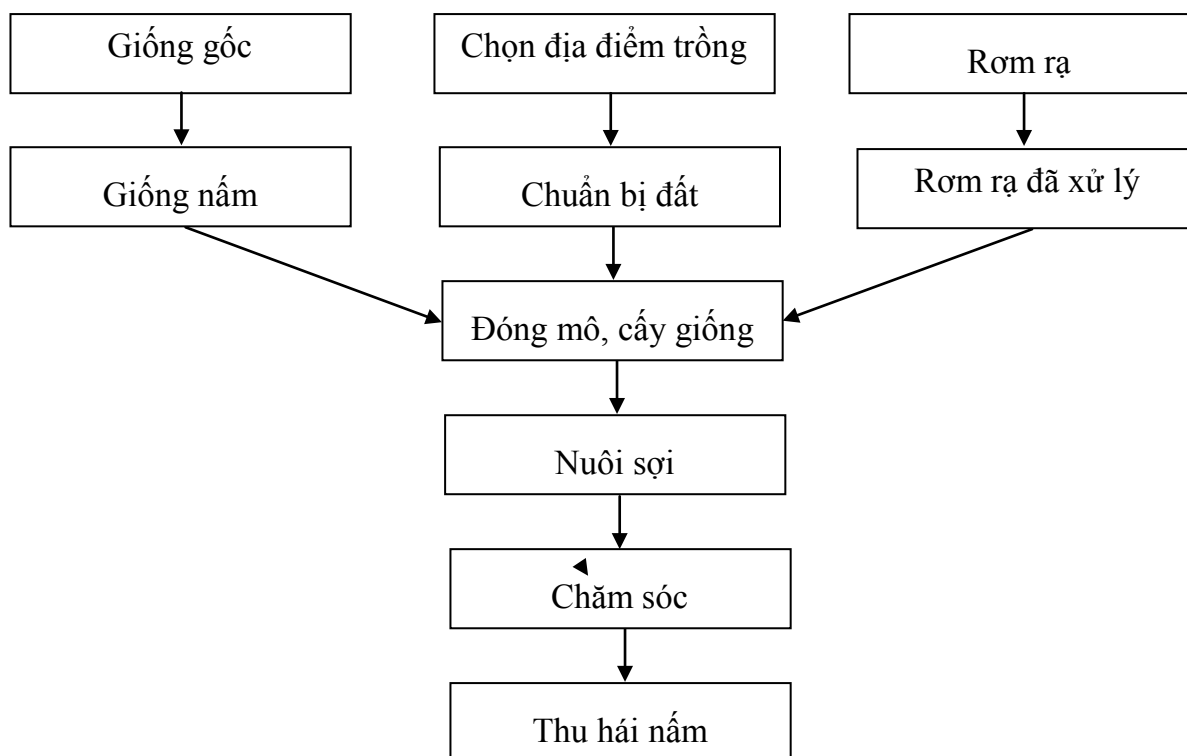 Giống gốc
Chọn địa điểm trồng
Rơm rạ
Giống nấm
Chuẩn bị đất
Rơm rạ đã xử lý
Đóng mô, cấy giống
Nuôi sợi
Chăm sóc
Thu hái nấm